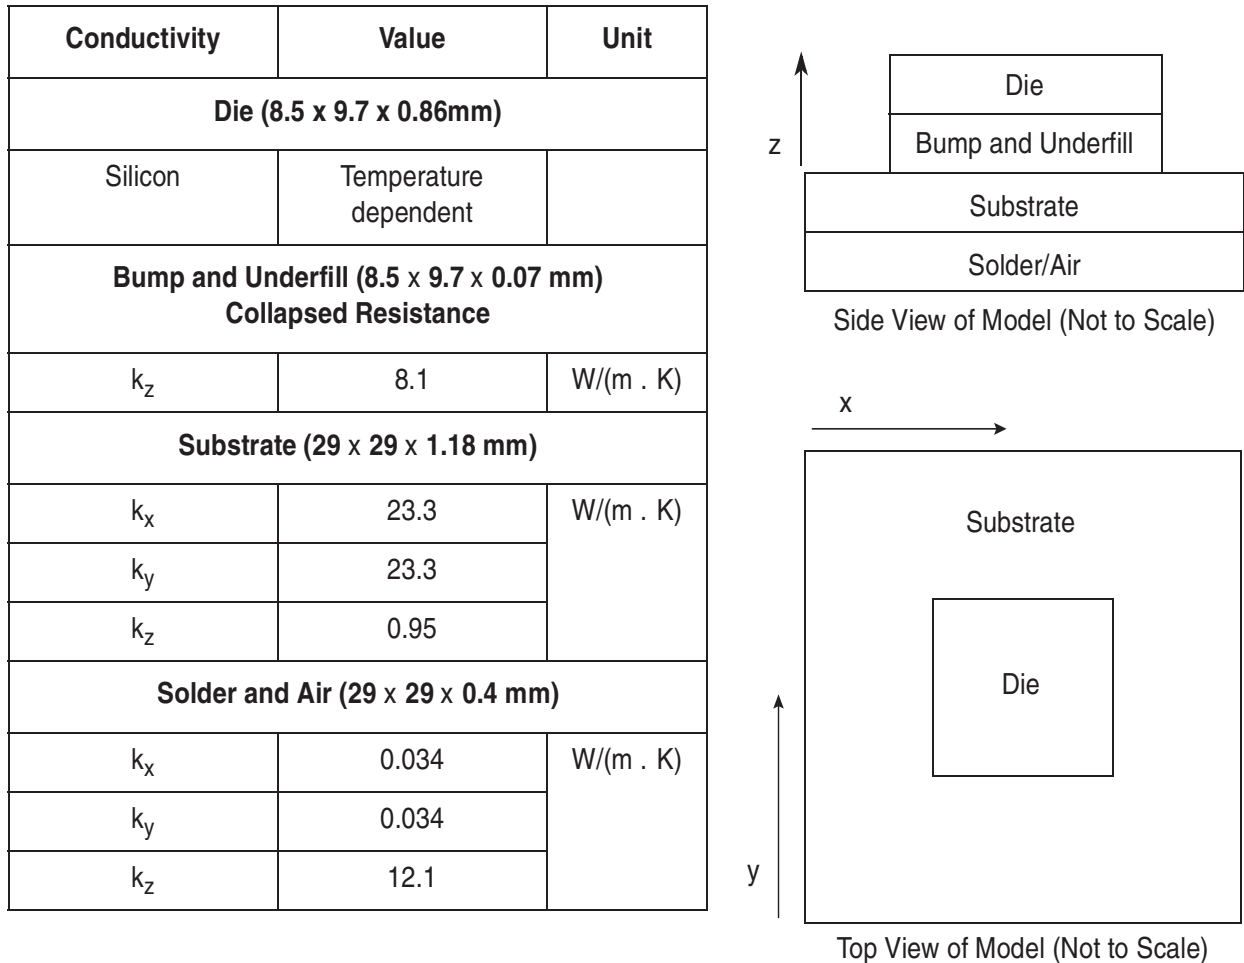 Conductivity Value Unit
Die (8.5 x 9.7 x 0.86mm)
Silicon Temperature
dependent
Bump and Underfill (8.5 x 9.7 x 0.07 mm)
Collapsed Resistance
kz 8.1 W/(m . K)
Substrate (29 x 29 x 1.18 mm)
kx 23.3 W/(m . K)
ky 23.3
kz 0.95
Solder and Air (29 x 29 x 0.4 mm)
kx 0.034 W/(m . K)
ky 0.034
kz 12.1
z
Die
Bump and Underfill
Substrate
Solder/Air
Side View of Model (Not to Scale)
x
Substrate
Die
y
Top View of Model (Not to Scale)